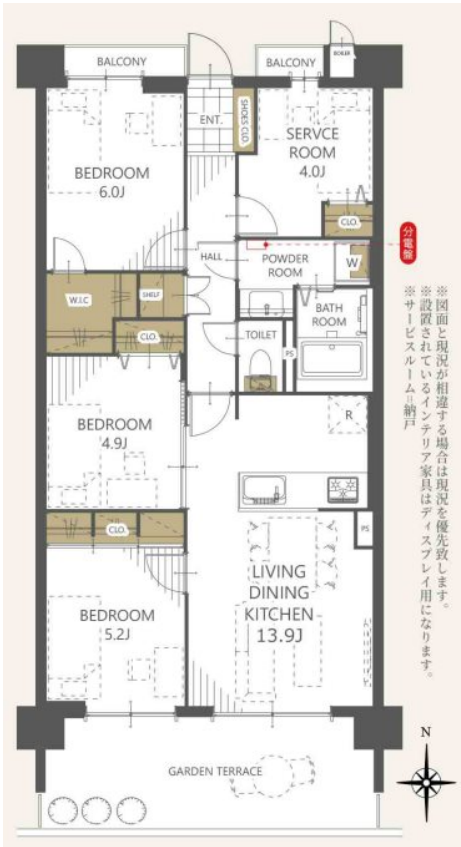 BALCONY
BALCONY
BOILER
ENT.
SHOES CLO.
SERVCE
ROOM
4.0J
BEDROOM
6.0J
CLO.
分電盤
HALL
POWDER
ROOM
W
W.I.C
SHELF
BATH
ROOM
CLO.
TOILET
PS
BEDROOM
4.9J
R
CLO.
PS
LIVING
DINING
KITCHEN
13.9J
BEDROOM
5.2J
GARDEN TERRACE
N
※図面と現況が相違する場合は現況を優先致します。
※設置されているインテリア家具はディスプレイ用になります。
※サービスルーム=納戸